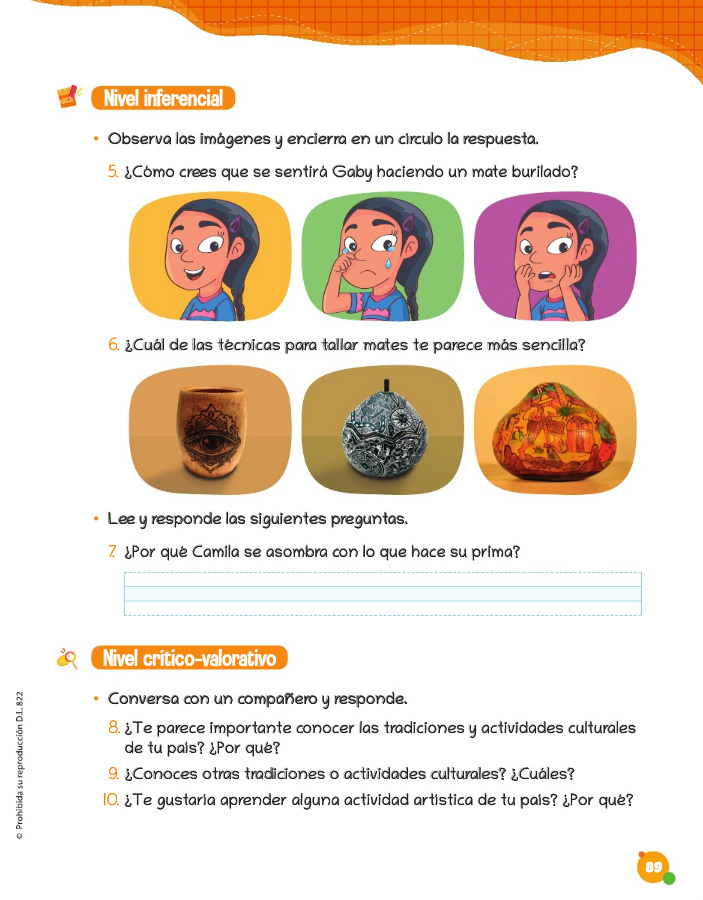 Nivel inferencial
• Observa las imágenes y encierra en un círculo la respuesta.
5. ¿Cómo crees que se sentirá Gaby haciendo un mate burilado?
6. ¿Cuál de las técnicas para tallar mates te parece más sencilla?
• Lee y responde las siguientes preguntas.
7. ¿Por qué Camila se asombra con lo que hace su prima?
Nivel crítico-valorativo
• Conversa con un compañero y responde.
8. ¿Te parece importante conocer las tradiciones y actividades culturales
de tu país? ¿Por qué?
9. ¿Conoces otras tradiciones o actividades culturales? ¿Cuáles?
10. ¿Te gustaría aprender alguna actividad artística de tu país? ¿Por qué?
© Prohibida su reproducción D.L. 822
89